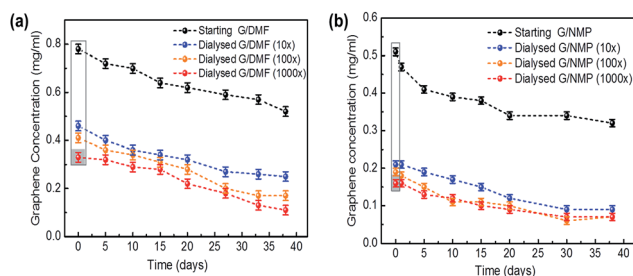 (a)
Starting G/DMF
Dialysed G/DMF (10x)
Dialysed G/DMF (100x)
Dialysed G/DMF (1000x)
Graphene Concentration (mg/ml)
0.8
0.6
0.4
0.2
0.0
0 5 10 15 20 25 30 35 40
Time (days)
(b)
Starting G/NMP
Dialysed G/NMP (10x)
Dialysed G/NMP (100x)
Dialysed G/NMP (1000x)
Graphene concentration (mg/ml)
0.6
0.5
0.4
0.3
0.2
0.1
0.0
0 5 10 15 20 25 30 35 40
Time (days)